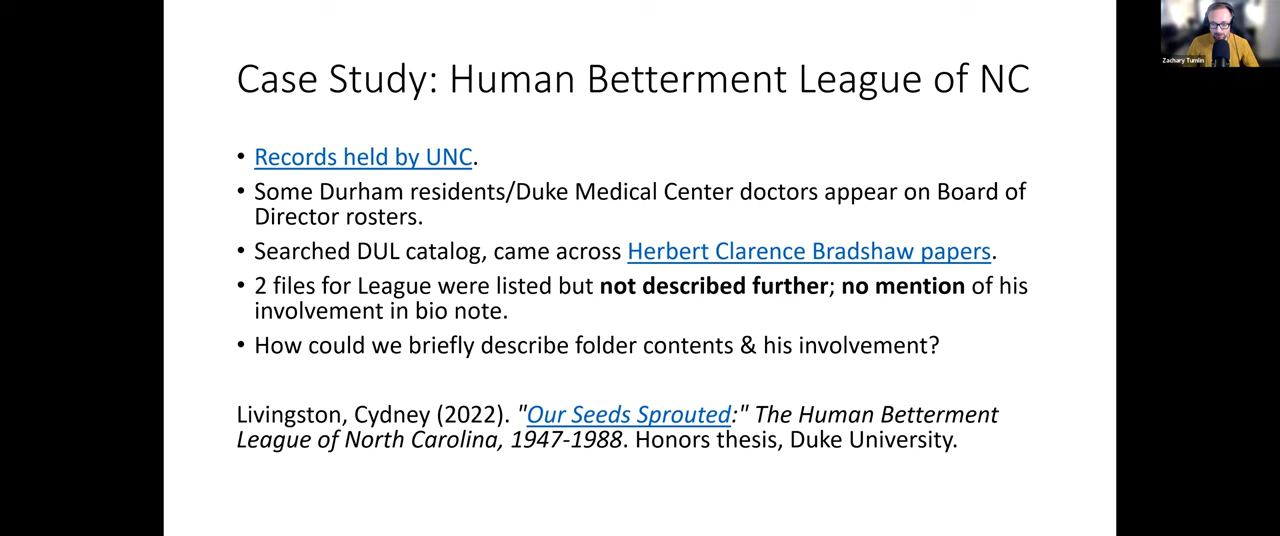 Case Study: Human Betterment League of NC
• Records held by UNC.
• Some Durham residents/Duke Medical Center doctors appear on Board of
Director rosters.
• Searched DUL catalog, came across Herbert Clarence Bradshaw papers.
• 2 files for League were listed but not described further; no mention of his
involvement in bio note.
• How could we briefly describe folder contents & his involvement?
Livingston, Cydney (2022). "Our Seeds Sprouted:" The Human Betterment
League of North Carolina, 1947-1988. Honors thesis, Duke University.
Zachary Tumlin